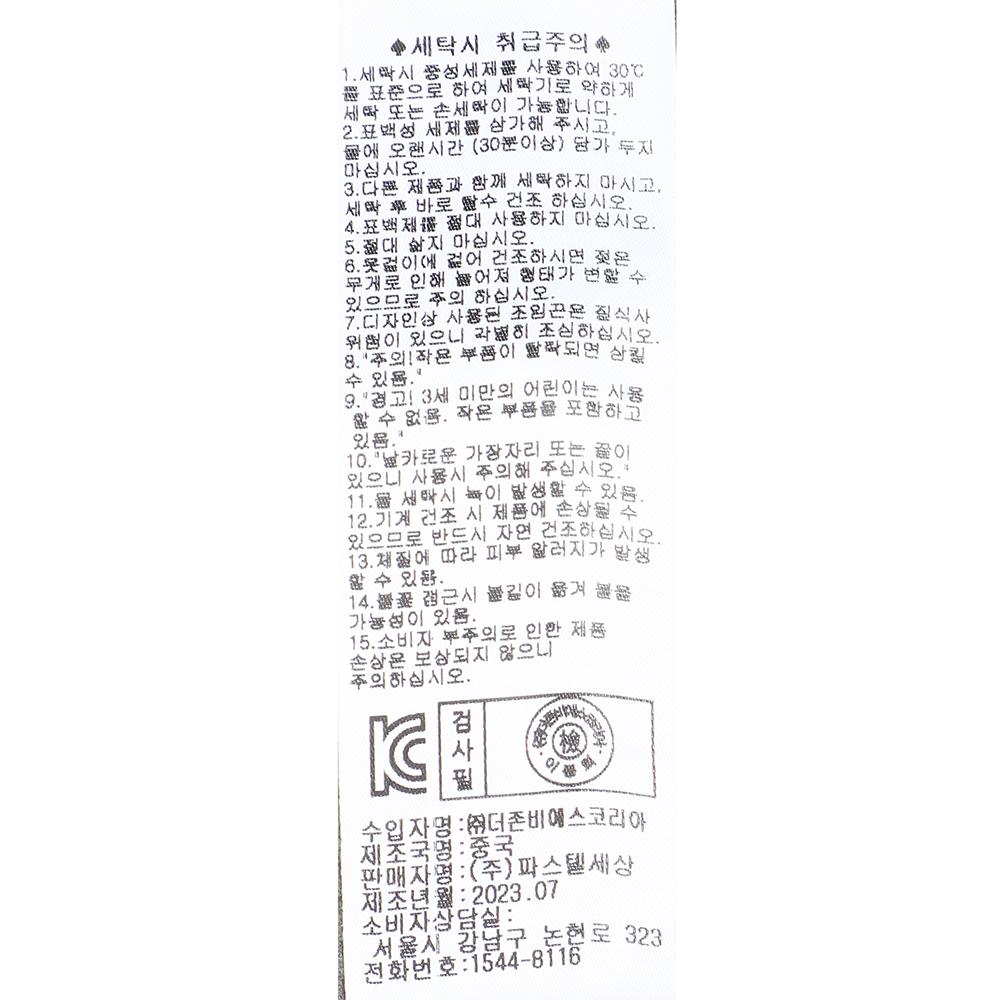 ♠세탁시 취급주의♠
1.세탁시 중성세제를 사용하여 30℃
를 표준으로 하여 세탁기로 약하게
세탁 또는 손세탁이 가능합니다.
2.표백성 세제를 삼가해 주시고,
물에 오랜시간 (30분이상) 담가 두지
마십시오.
3.다른 제품과 함께 세탁하지 마시고,
세탁 후 바로 탈수 건조 하십시오.
4.표백제를 절대 사용하지 마십시오.
5.절대 삶지 마십시오.
6.옷걸이에 걸어 건조하시면 젖은
무게로 인해 늘어져 형태가 변할 수
있으므로 주의 하십시오.
7.디자인상 사용된 조임끈은 질식사
위험이 있으니 각별히 조심하십시오.
8."주의!작은 부품이 탈락되면 삼킬
수 있음."
9."경고! 3세 미만의 어린이는 사용
할 수 없음. 작은 부품을 포함하고
있음."
10."날카로운 가장자리 또는 끝이
있으니 사용시 주의해 주십시오."
11.물 세탁시 녹이 발생할 수 있음.
12.기계 건조 시 제품에 손상될 수
있으므로 반드시 자연 건조하십시오.
13.체질에 따라 피부 알러지가 발생
할 수 있음.
14.불꽃 접근시 불길이 옮겨 붙을
가능성이 있음.
15.소비자 부주의로 인한 제품
손상은 보상되지 않으니
주의하십시오.
KC
검사필
檢
수입자명:㈜더존비에스코리아
제조국명:중국
판매자명:(주)파스텔세상
제조년월:2023.07
소비자상담실:
서울시 강남구 논현로 323
전화번호:1544-8116